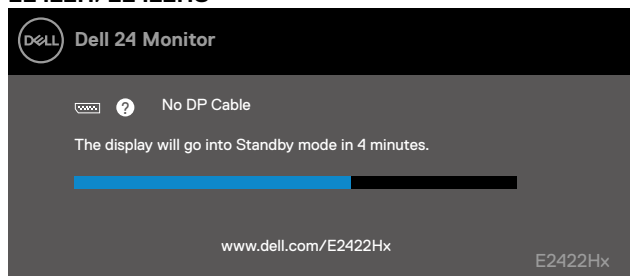 DELL
Dell 24 Monitor
? No DP Cable
The display will go into Standby mode in 4 minutes.
www.dell.com/E2422Hx
E2422Hx